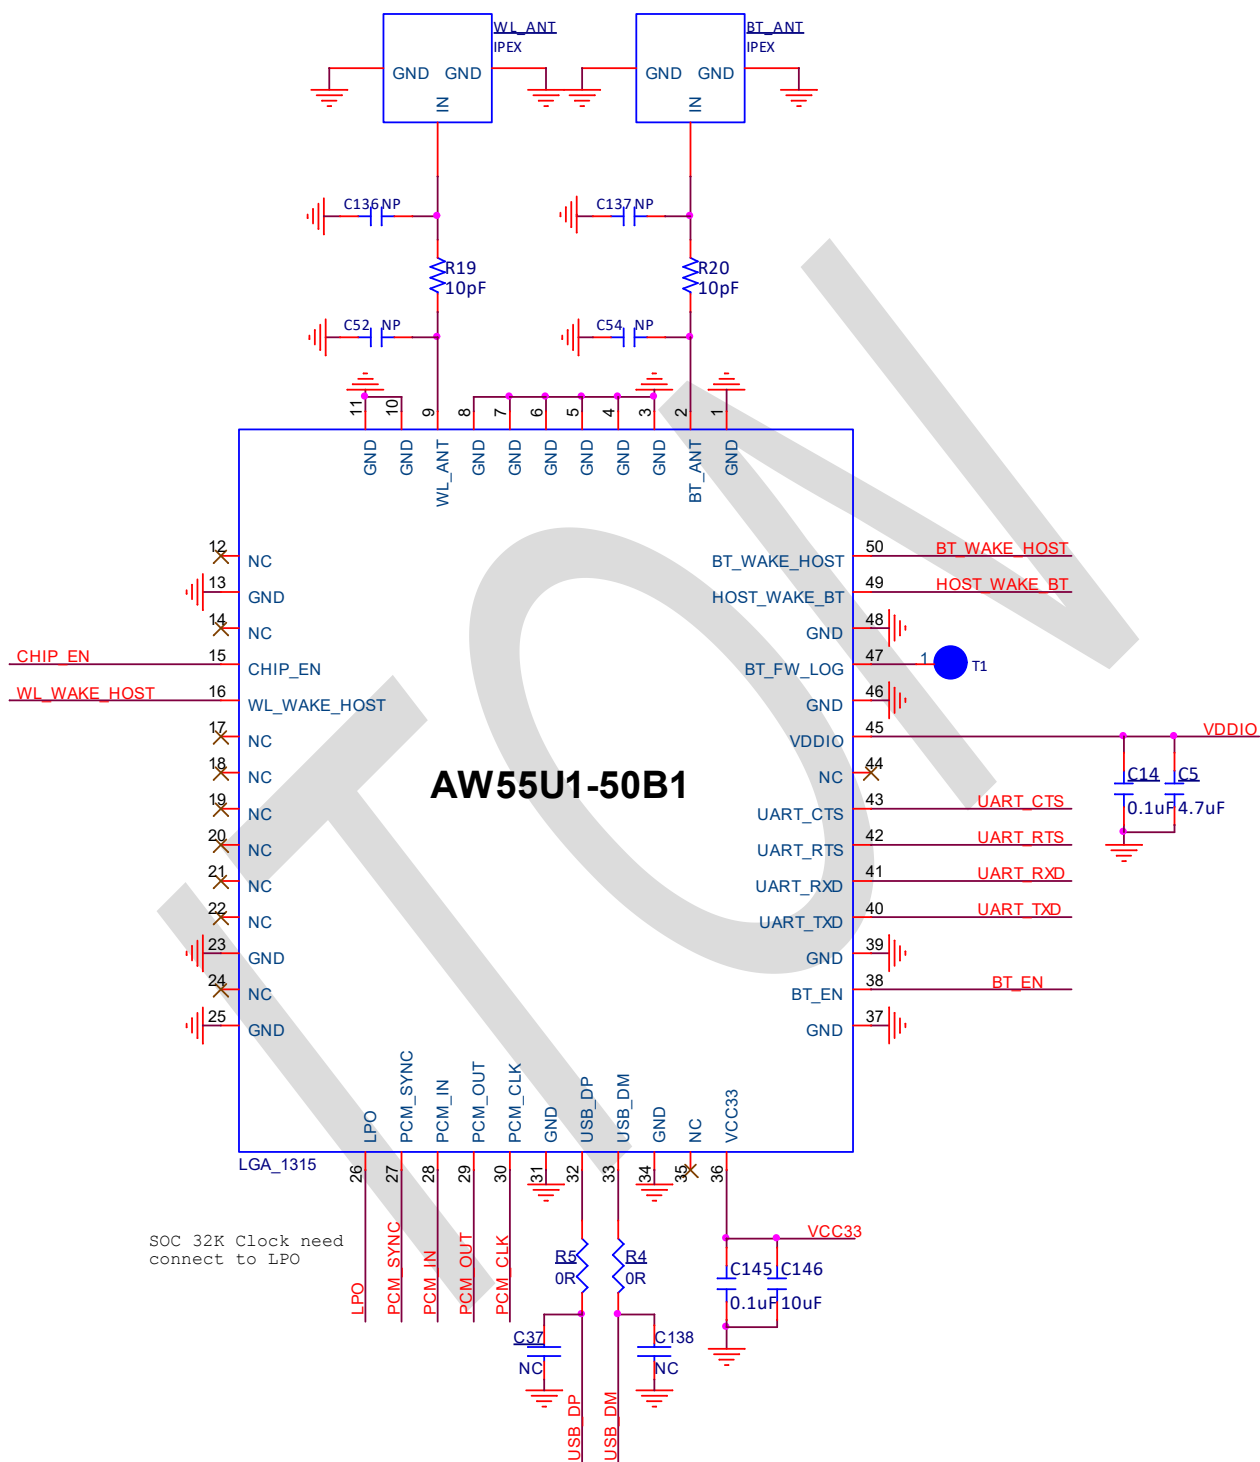 WL_ANT
IPEX
GND GND
IN
BT_ANT
IPEX
GND GND
IN
C136 NP
C137 NP
R19
10pF
R20
10pF
C52 NP
C54 NP
11 10 9 8 7 6 5 4 3 2 1
GND GND WL_ANT GND GND GND GND GND GND BT_ANT GND
12 NC
13 GND
14 NC
CHIP_EN 15 CHIP_EN
WL_WAKE_HOST 16 WL_WAKE_HOST
17 NC
18 NC
19 NC
20 NC
21 NC
22 NC
23 GND
24 NC
25 GND
AW55U1-50B1
BT_WAKE_HOST 50 BT_WAKE_HOST
HOST_WAKE_BT 49 HOST_WAKE_BT
GND 48
BT_FW_LOG 47 1 T1
GND 46
VDDIO 45 VDDIO
NC 44
C14
0.1uF
C5
4.7uF
UART_CTS 43 UART_CTS
UART_RTS 42 UART_RTS
UART_RXD 41 UART_RXD
UART_TXD 40 UART_TXD
GND 39
BT_EN 38 BT_EN
GND 37
LPO PCM_SYNC PCM_IN PCM_OUT PCM_CLK GND USB_DP USB_DM GND NC VCC33
LGA_1315
26 27 28 29 30 31 32 33 34 35 36
SOC 32K Clock need
connect to LPO
LPO PCM_SYNC PCM_IN PCM_OUT PCM_CLK
R5
0R
R4
0R
VCC33
C145
0.1uF
C146
10uF
C37
NC
C138
NC
USB_DP USB_DM
ITON